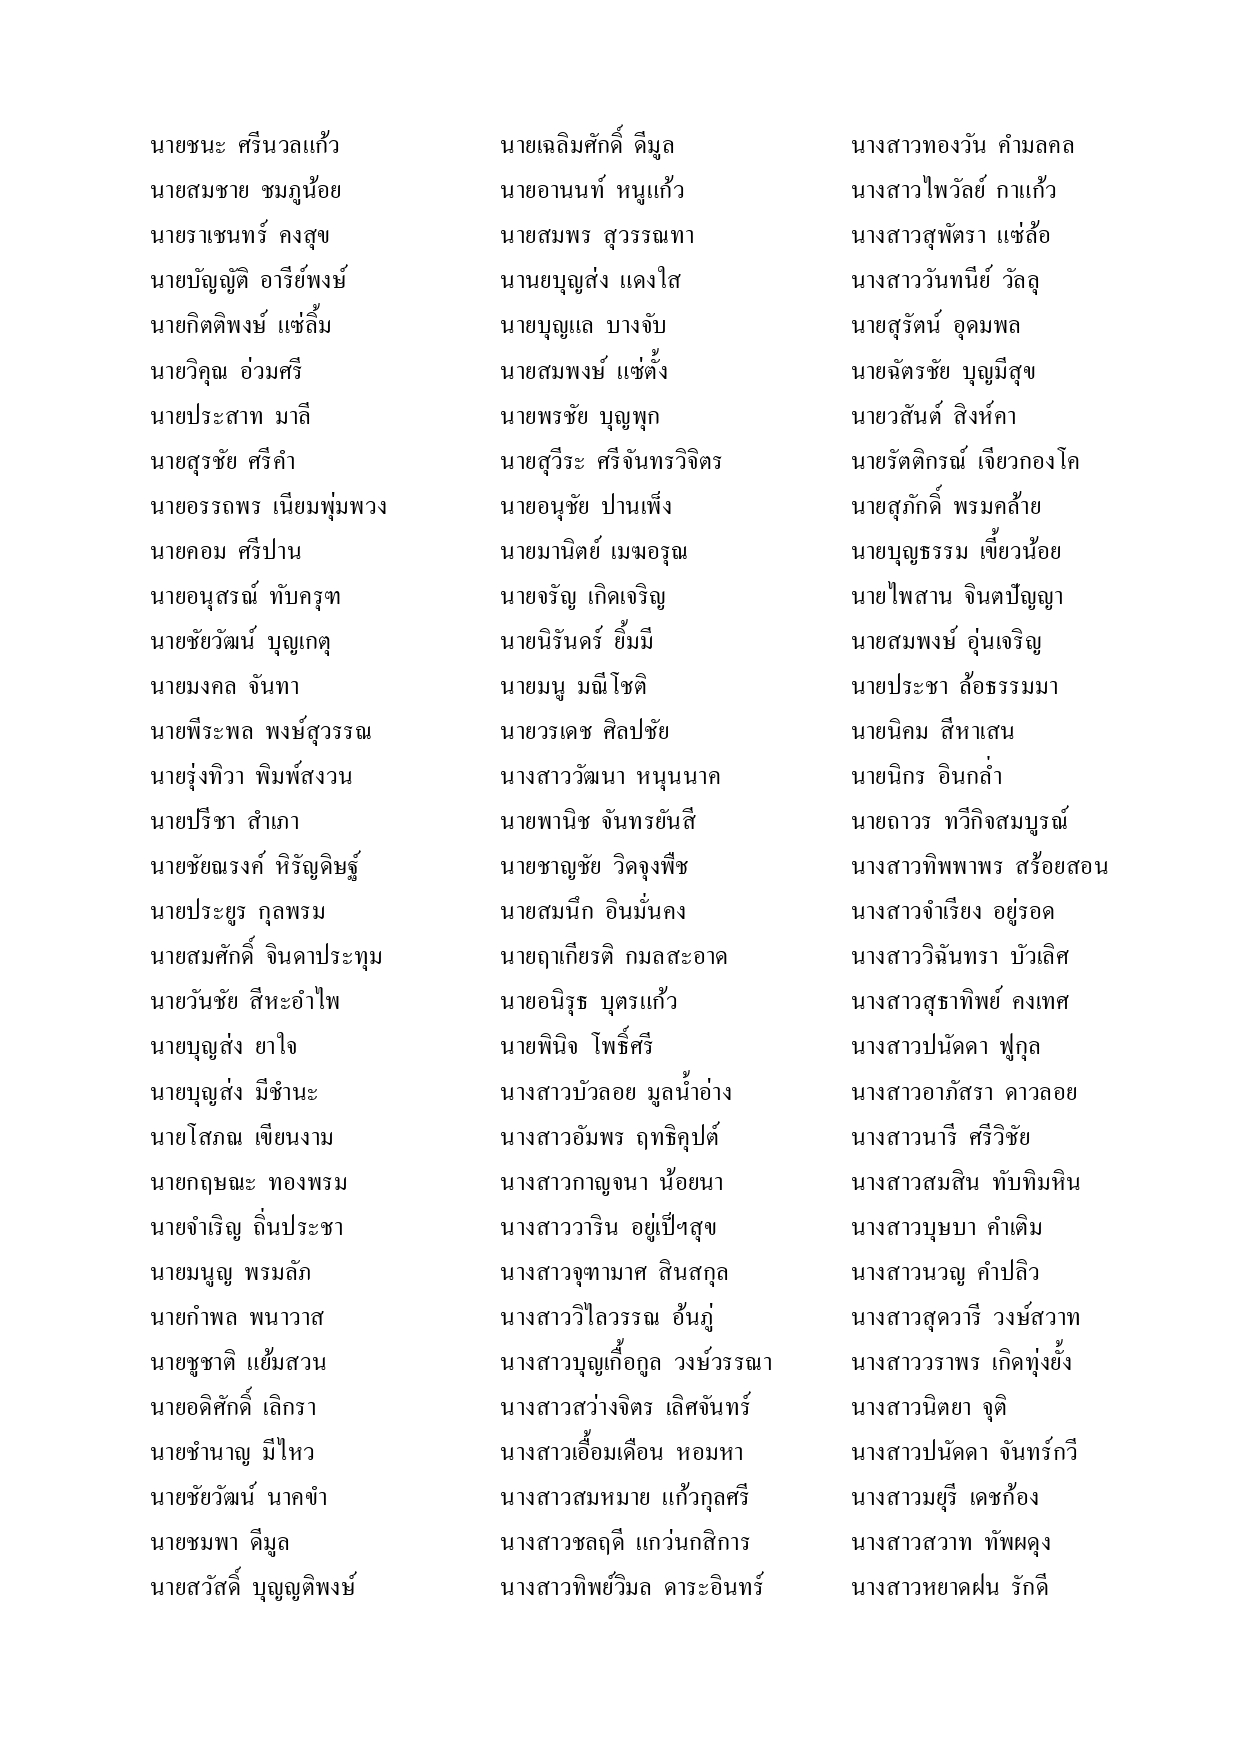 นายชนะ ศรีนวลแก้ว
นายสมชาย ชมภูน้อย
นายราเชนทร์ คงสุข
นายบัญญัติ อารีย์พงษ์
นายกิตติพงษ์ แซ่ลิ้ม
นายวิคุณ อ่วมศรี
นายประสาท มาลี
นายสุรชัย ศรีคำ
นายอรรถพร เนียมพุ่มพวง
นายคอม ศรีปาน
นายอนุสรณ์ ทับครุฑ
นายชัยวัฒน์ บุญเกตุ
นายมงคล จันทา
นายพีระพล พงษ์สุวรรณ
นายรุ่งทิวา พิมพ์สงวน
นายปรีชา สำเภา
นายชัยณรงค์ หิรัญดิษฐ์
นายประยูร กุลพรม
นายสมศักดิ์ จินดาประทุม
นายวันชัย สีหะอำไพ
นายบุญส่ง ยาใจ
นายบุญส่ง มีชำนะ
นายโสภณ เขียนงาม
นายกฤษณะ ทองพรม
นายจำเริญ ถิ่นประชา
นายมนูญ พรมลัภ
นายกำพล พนาวาส
นายชูชาติ แย้มสวน
นายอดิศักดิ์ เลิกรา
นายชำนาญ มีไหว
นายชัยวัฒน์ นาคขำ
นายชมพา ดีมูล
นายสวัสดิ์ บุญญติพงษ์
นายเฉลิมศักดิ์ ดีมูล
นายอานนท์ หนูแก้ว
นายสมพร สุวรรณทา
นานยบุญส่ง แดงใส
นายบุญแล บางจับ
นายสมพงษ์ แซ่ตั้ง
นายพรชัย บุญพุก
นายสุวีระ ศรีจันทรวิจิตร
นายอนุชัย ปานเพ็ง
นายมานิตย์ เมฆอรุณ
นายจรัญ เกิดเจริญ
นายนิรันดร์ ยิ้มมี
นายมนู มณีโชติ
นายวรเดช ศิลปชัย
นางสาววัฒนา หนุนนาค
นายพานิช จันทรยันสี
นายชาญชัย วิดจุงพืช
นายสมนึก อินมั่นคง
นายฤาเกียรติ กมลสะอาด
นายอนิรุธ บุตรแก้ว
นายพินิจ โพธิ์ศรี
นางสาวบัวลอย มูลน้ำอ่าง
นางสาวอัมพร ฤทธิคุปต์
นางสาวกาญจนา น้อยนา
นางสาววาริน อยู่เป็ฯสุข
นางสาวจุฑามาศ สินสกุล
นางสาววิไลวรรณ อ้นภู่
นางสาวบุญเกื้อกูล วงษ์วรรณา
นางสาวสว่างจิตร เลิศจันทร์
นางสาวเอื้อมเดือน หอมหา
นางสาวสมหมาย แก้วกุลศรี
นางสาวชลฤดี แกว่นกสิการ
นางสาวทิพย์วิมล ดาระอินทร์
นางสาวทองวัน คำมลคล
นางสาวไพวัลย์ กาแก้ว
นางสาวสุพัตรา แซ่ล้อ
นางสาววันทนีย์ วัลลุ
นายสุรัตน์ อุดมพล
นายฉัตรชัย บุญมีสุข
นายวสันต์ สิงห์คา
นายรัตติกรณ์ เจียวกองโค
นายสุภักดิ์ พรมคล้าย
นายบุญธรรม เขี้ยวน้อย
นายไพสาน จินตปัญญา
นายสมพงษ์ อุ่นเจริญ
นายประชา ล้อธรรมมา
นายนิคม สีหาเสน
นายนิกร อินกล่ำ
นายถาวร ทวีกิจสมบูรณ์
นางสาวทิพพาพร สร้อยสอน
นางสาวจำเรียง อยู่รอด
นางสาววิฉันทรา บัวเลิศ
นางสาวสุธาทิพย์ คงเทศ
นางสาวปนัดดา ฟูกุล
นางสาวอาภัสรา ดาวลอย
นางสาวนารี ศรีวิชัย
นางสาวสมสิน ทับทิมหิน
นางสาวบุษบา คำเติม
นางสาวนวญ คำปลิว
นางสาวสุดวารี วงษ์สวาท
นางสาววราพร เกิดทุ่งยั้ง
นางสาวนิตยา จุติ
นางสาวปนัดดา จันทร์กวี
นางสาวมยุรี เดชก้อง
นางสาวสวาท ทัพผดุง
นางสาวหยาดฝน รักดี